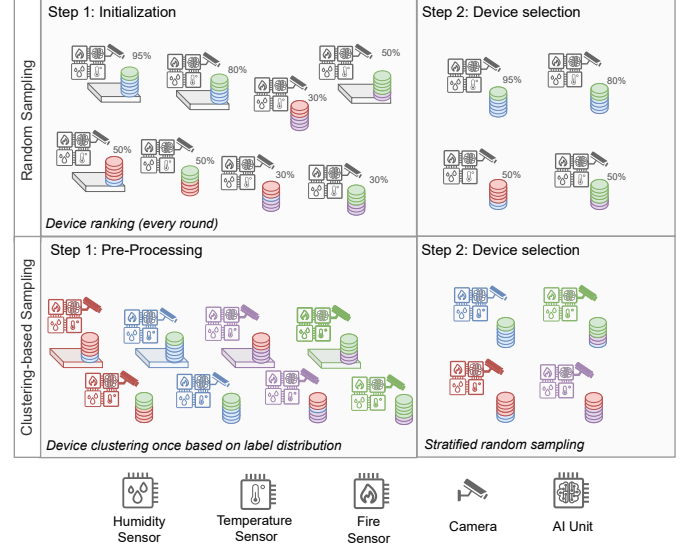 Random Sampling
Step 1: Initialization
95%
80%
30%
50%
50%
50%
30%
30%
Device ranking (every round)
Step 2: Device selection
95%
80%
50%
50%
Clustering-based Sampling
Step 1: Pre-Processing
Device clustering once based on label distribution
Step 2: Device selection
Stratified random sampling
Humidity
Sensor
Temperature
Sensor
Fire
Sensor
Camera
AI Unit